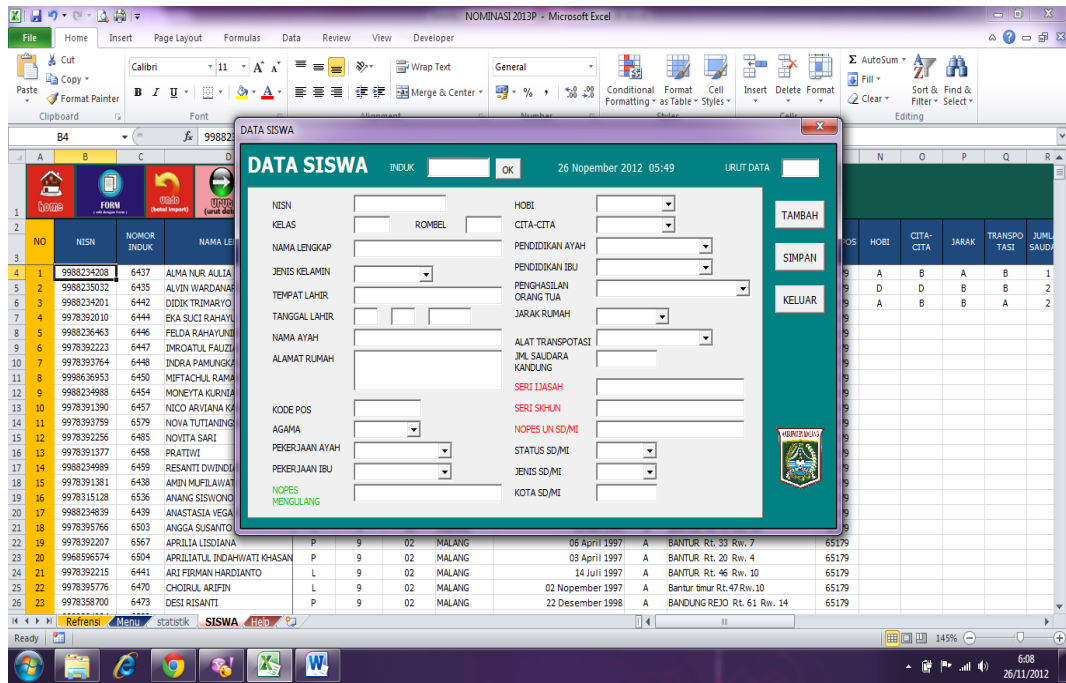 NOMINASI 2013P - Microsoft Excel
File Home Insert Page Layout Formulas Data Review View Developer
Paste
Cut
Copy
Format Painter
Clipboard
Calibri 11
B I U
Font
Wrap Text
Merge & Center
Alignment
General
Number
Conditional Formatting
Format as Table
Cell Styles
Styles
Insert Delete Format
Cells
AutoSum
Fill
Clear
Sort & Filter
Find & Select
Editing
B4 fx 99882
A B C D N O P Q R
home FORM Undo (batal import)
NO NISN NOMOR INDUK HOBI CITA-CITA JARAK TRANSPOTASI
1 9988234208 6437 ALMA NUR AULIA A B A B 1
2 9988235032 6435 ALVIN WARDANA D D B B 2
3 9988234201 6442 DIDIK TRIMARYO A B B A 2
4 9978392010 6444 EKA SUCI RAHAYU
5 9988236463 6446 FELDA RAHAYUNI
6 9978392223 6447 IMROATUL FAUZI
7 9978393764 6448 INDRA PAMUNGKA
8 9998636953 6450 MIFTACHUL RAMA
9 9988234988 6454 MONEYTA KURNIA
10 9978391390 6457 NICO ARVIANA KA
11 9978393759 6579 NOVA TUTIANING
12 9978392256 6485 NOVITA SARI
13 9978391377 6458 PRATIWI
14 9988234989 6459 RESANTI DWINDI
15 9978391381 6438 AMIN MUFILAWAT
16 9978315128 6536 ANANG SISWONO
17 9988234839 6439 ANASTASIA VEGA
18 9978395766 6503 ANGGA SUSANTO
19 9978392207 6567 APRILIA LISDIANA P 9 02 MALANG 06 April 1997 A BANTUR Rt. 33 Rw. 7 65179
20 9968596574 6504 APRILIATUL INDAHWATI KHASAN P 9 02 MALANG 03 April 1997 A BANTUR Rt. 20 Rw. 4 65179
21 9978392215 6441 ARI FIRMAN HARDIANTO L 9 02 MALANG 14 Juli 1997 A BANTUR Rt. 46 Rw. 10 65179
22 9978395776 6470 CHOIRUL ARIFIN L 9 02 MALANG 02 Nopember 1997 A Bantur timur Rt.47 Rw.10 65179
23 9978358700 6473 DESI RISANTI P 9 02 MALANG 22 Desember 1998 A BANDUNG REJO Rt. 61 Rw. 14 65179
DATA SISWA
DATA SISWA INDUK OK 26 Nopember 2012 05:49 URUT DATA
NISN
KELAS ROMBEL
NAMA LENGKAP
JENIS KELAMIN
TEMPAT LAHIR
TANGGAL LAHIR
NAMA AYAH
ALAMAT RUMAH
KODE POS
AGAMA
PEKERJAAN AYAH
PEKERJAAN IBU
NOPES
MENGULANG
HOBI
CITA-CITA
PENDIDIKAN AYAH
PENDIDIKAN IBU
PENGHASILAN
ORANG TUA
JARAK RUMAH
ALAT TRANSPOTASI
JML SAUDARA
KANDUNG
SERI IJASAH
SERI SKHUN
NOPES UN SD/MI
STATUS SD/MI
JENIS SD/MI
KOTA SD/MI
TAMBAH
SIMPAN
KELUAR
Refrensi Menu statistik SISWA Help
Ready 145%
6:08
26/11/2012